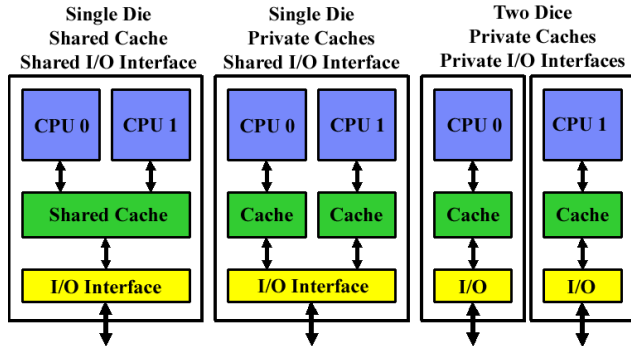 Single Die
Shared Cache
Shared I/O Interface
CPU 0
CPU 1
Shared Cache
I/O Interface
Single Die
Private Caches
Shared I/O Interface
CPU 0
CPU 1
Cache
Cache
I/O Interface
Two Dice
Private Caches
Private I/O Interfaces
CPU 0
CPU 1
Cache
Cache
I/O
I/O